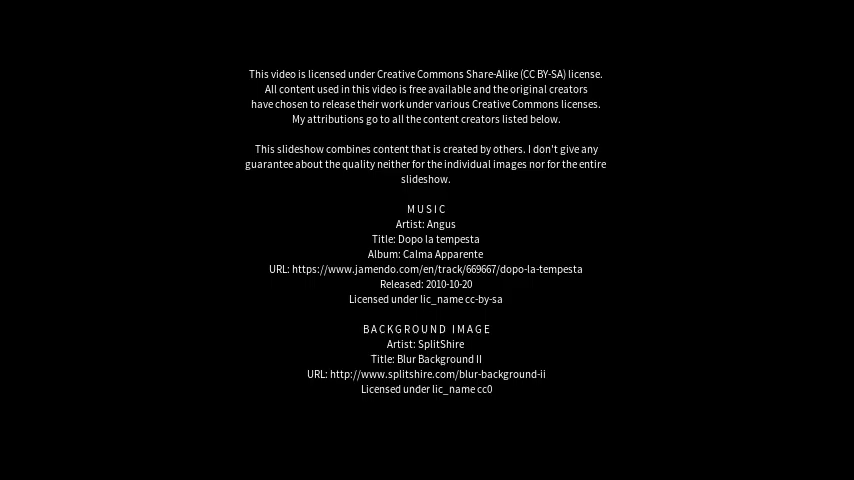 This video is licensed under Creative Commons Share-Alike (CC BY-SA) license.
All content used in this video is free available and the original creators
have chosen to release their work under various Creative Commons licenses.
My attributions go to all the content creators listed below.
This slideshow combines content that is created by others. I don't give any
guarantee about the quality neither for the individual images nor for the entire
slideshow.
MUSIC
Artist: Angus
Title: Dopo la tempesta
Album: Calma Apparente
URL: https://www.jamendo.com/en/track/669667/dopo-la-tempesta
Released: 2010-10-20
Licensed under lic_name cc-by-sa
BACKGROUND IMAGE
Artist: SplitShire
Title: Blur Background II
URL: http://www.splitshire.com/blur-background-ii
Licensed under lic_name cc0